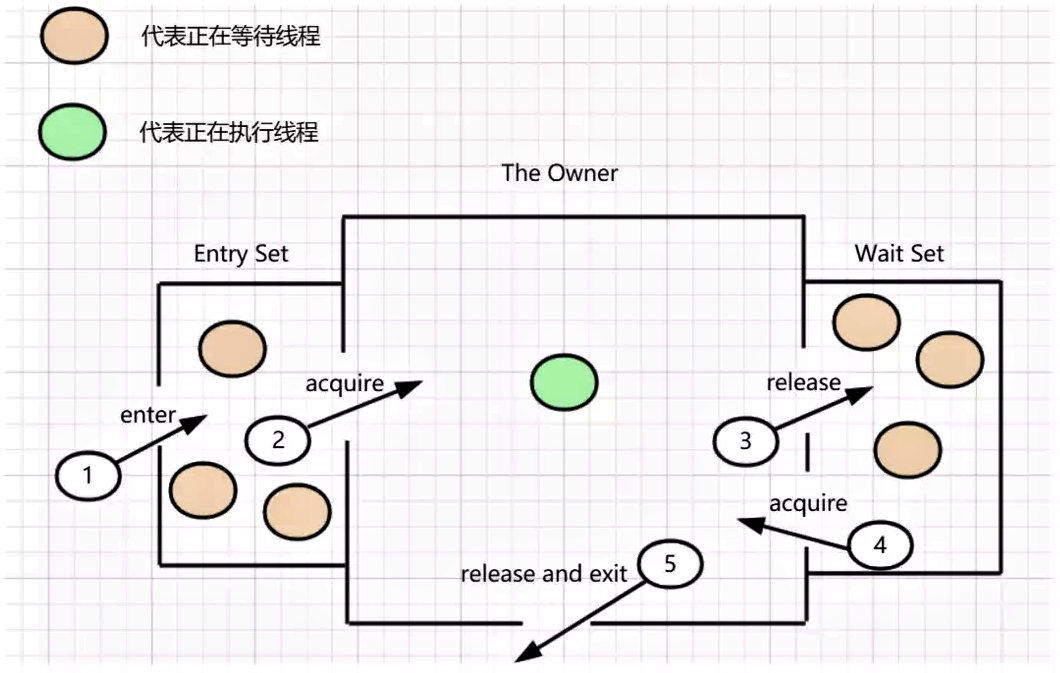 代表正在等待线程
代表正在执行线程
The Owner
Entry Set
Wait Set
acquire
release
enter
2
3
1
acquire
4
5
release and exit